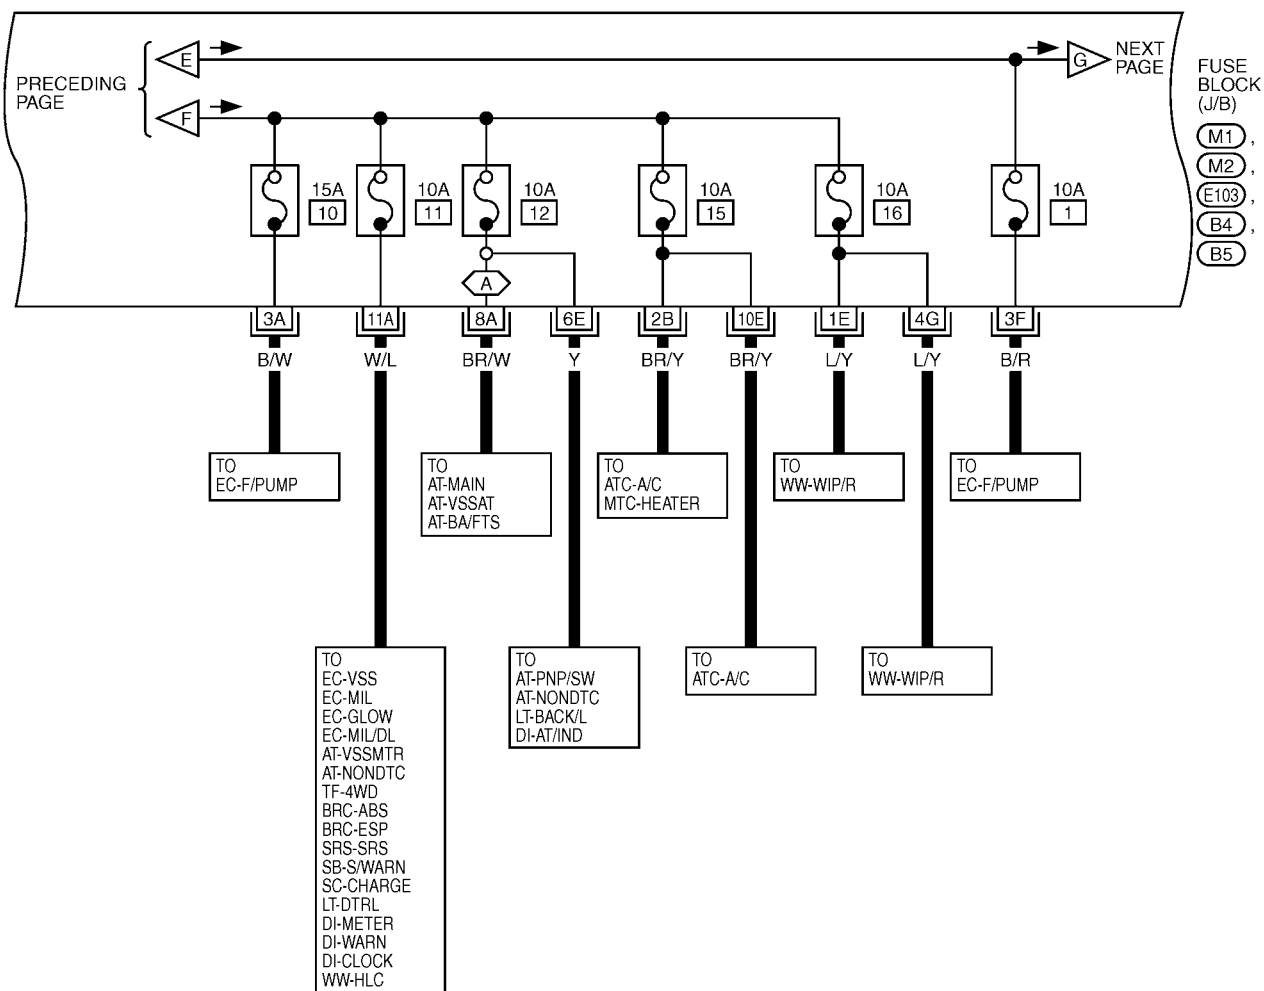 E
G
NEXT
PAGE
PRECEDING
PAGE
F
FUSE
BLOCK
(J/B)
M1 ,
M2 ,
E103 ,
B4 ,
B5
15A
10
10A
11
10A
12
10A
15
10A
16
10A
1
A
3A
11A
8A
6E
2B
10E
1E
4G
3F
B/W
W/L
BR/W
Y
BR/Y
BR/Y
L/Y
L/Y
B/R
TO
EC-F/PUMP
TO
AT-MAIN
AT-VSSAT
AT-BA/FTS
TO
ATC-A/C
MTC-HEATER
TO
WW-WIP/R
TO
EC-F/PUMP
TO
EC-VSS
EC-MIL
EC-GLOW
EC-MIL/DL
AT-VSSMTR
AT-NONDTC
TF-4WD
BRC-ABS
BRC-ESP
SRS-SRS
SB-S/WARN
SC-CHARGE
LT-DTRL
DI-METER
DI-WARN
DI-CLOCK
WW-HLC
TO
AT-PNP/SW
AT-NONDTC
LT-BACK/L
DI-AT/IND
TO
ATC-A/C
TO
WW-WIP/R